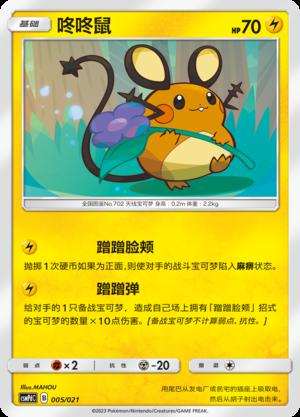 基础 咚咚鼠 HP70
全国图鉴No.702 天线宝可梦 身高：0.2m 体重：2.2kg
蹭蹭脸颊
抛掷1次硬币如果为正面，则使对手的战斗宝可梦陷入麻痹状态。
蹭蹭弹
给对手的1只备战宝可梦，造成自己场上拥有「蹭蹭脸颊」招式
的宝可梦的数量×10点伤害。[备战宝可梦不计算弱点、抗性。]
弱点 ×2 抗性 -20 撤退
Illus.MAHOU
CSMPdC B 005/021
用尾巴从发电厂或民宅的插座上吸取电，
然后从胡子射出电击来。
©2023 Pokémon/Nintendo/Creatures/GAME FREAK.